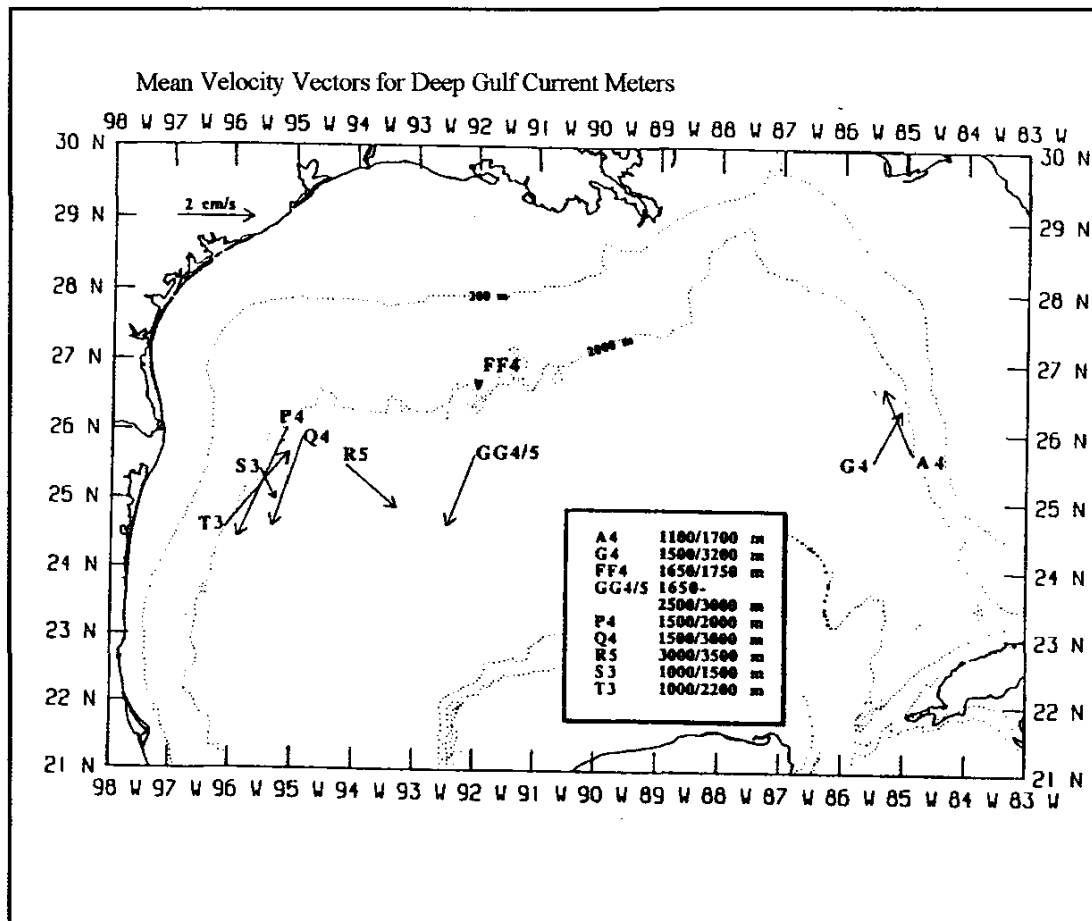 Mean Velocity Vectors for Deep Gulf Current Meters
98 W 97 W 96 W 95 W 94 W 93 W 92 W 91 W 90 W 89 W 88 W 87 W 86 W 85 W 84 W 83 W
30 N 30 N
2 cm/s
29 N 29 N
28 N 200 m 28 N
27 N 2000 m 27 N
FF4
26 N P4 26 N
Q4
S3 R5 GG4/5 G4 A4
25 N 25 N
T3
24 N 24 N
23 N 23 N
22 N 22 N
21 N 21 N
A4 1100/1700 m
G4 1500/3200 m
FF4 1650/1750 m
GG4/5 1650-
2500/3000 m
P4 1500/2000 m
Q4 1500/3000 m
R5 3000/3500 m
S3 1000/1500 m
T3 1000/2200 m
98 W 97 W 96 W 95 W 94 W 93 W 92 W 91 W 90 W 89 W 88 W 87 W 86 W 85 W 84 W 83 W